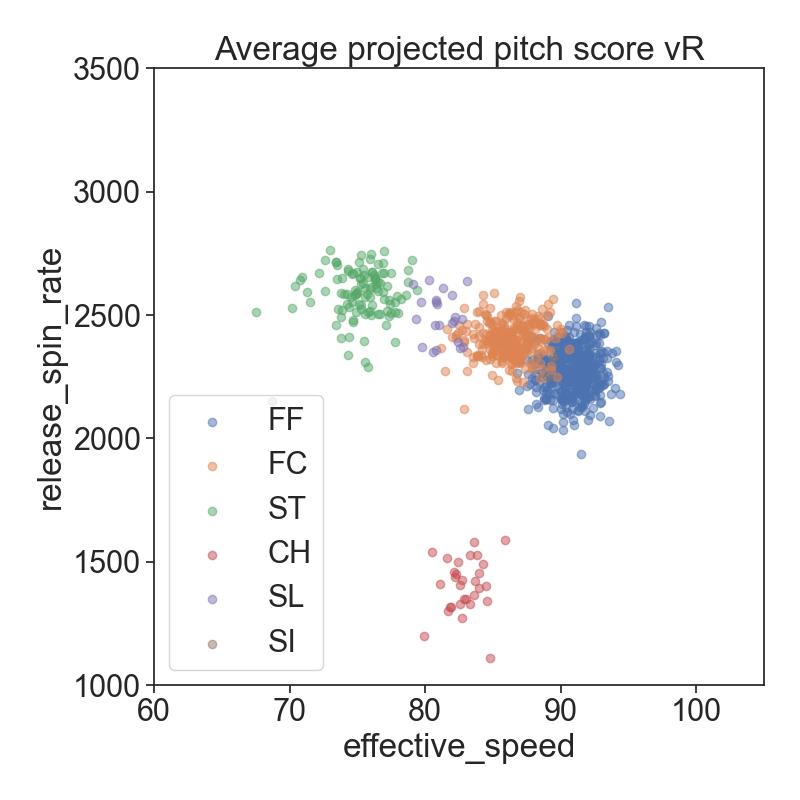 Average projected pitch score vR
3500
3000
2500
2000
1500
1000
release_spin_rate
FF
FC
ST
CH
SL
SI
60
70
80
90
100
effective_speed